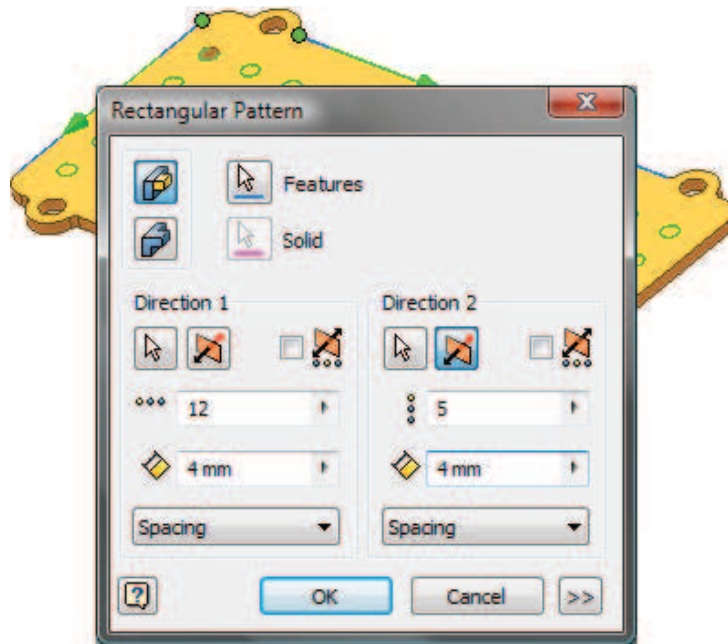 Rectangular Pattern
Features
Solid
Direction 1
Direction 2
12
5
4 mm
4 mm
Spacing
Spacing
?
OK
Cancel
>>